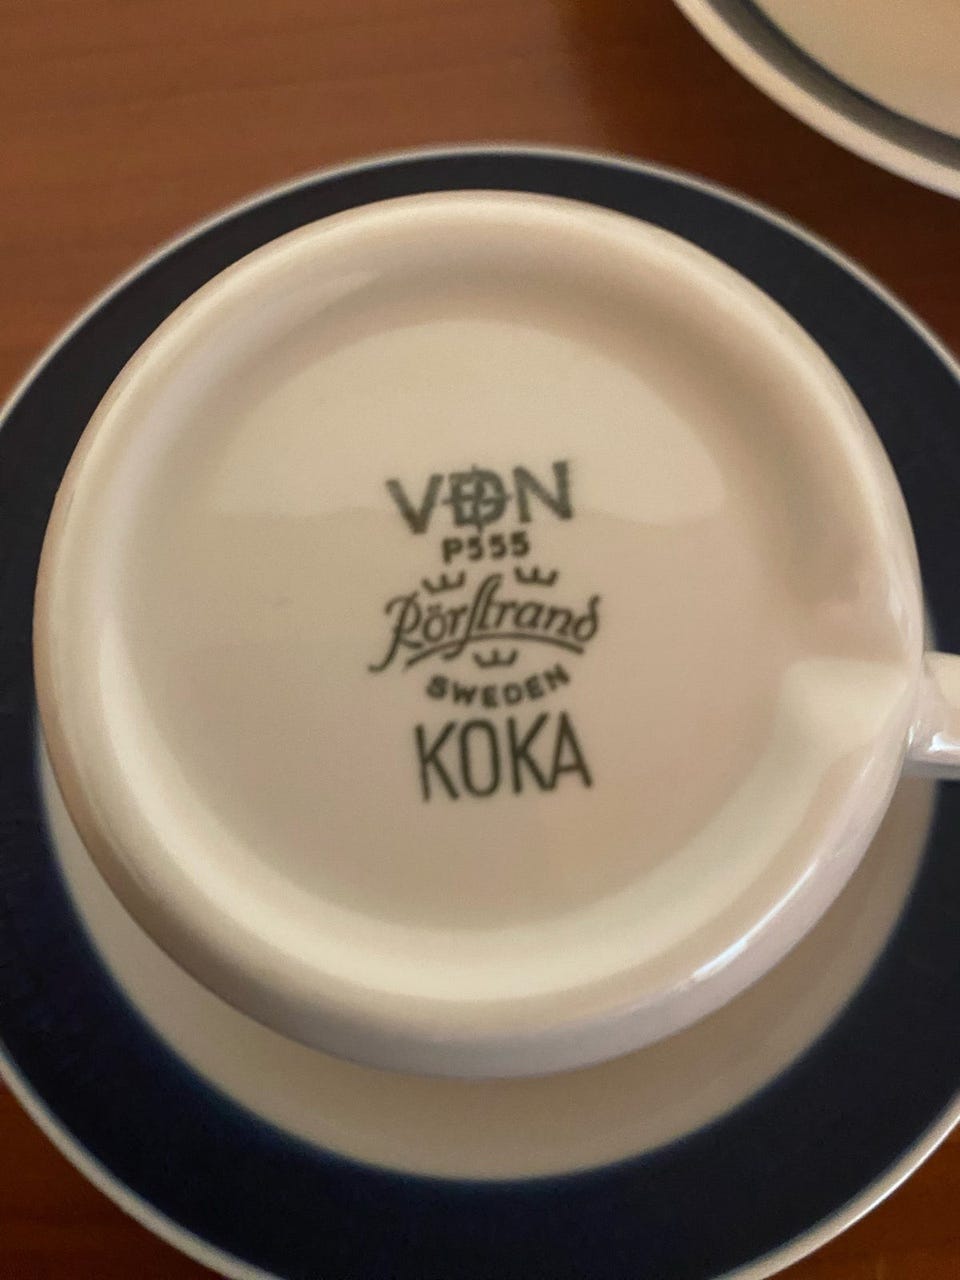 VDN
P555
Rörstrand
SWEDEN
KOKA